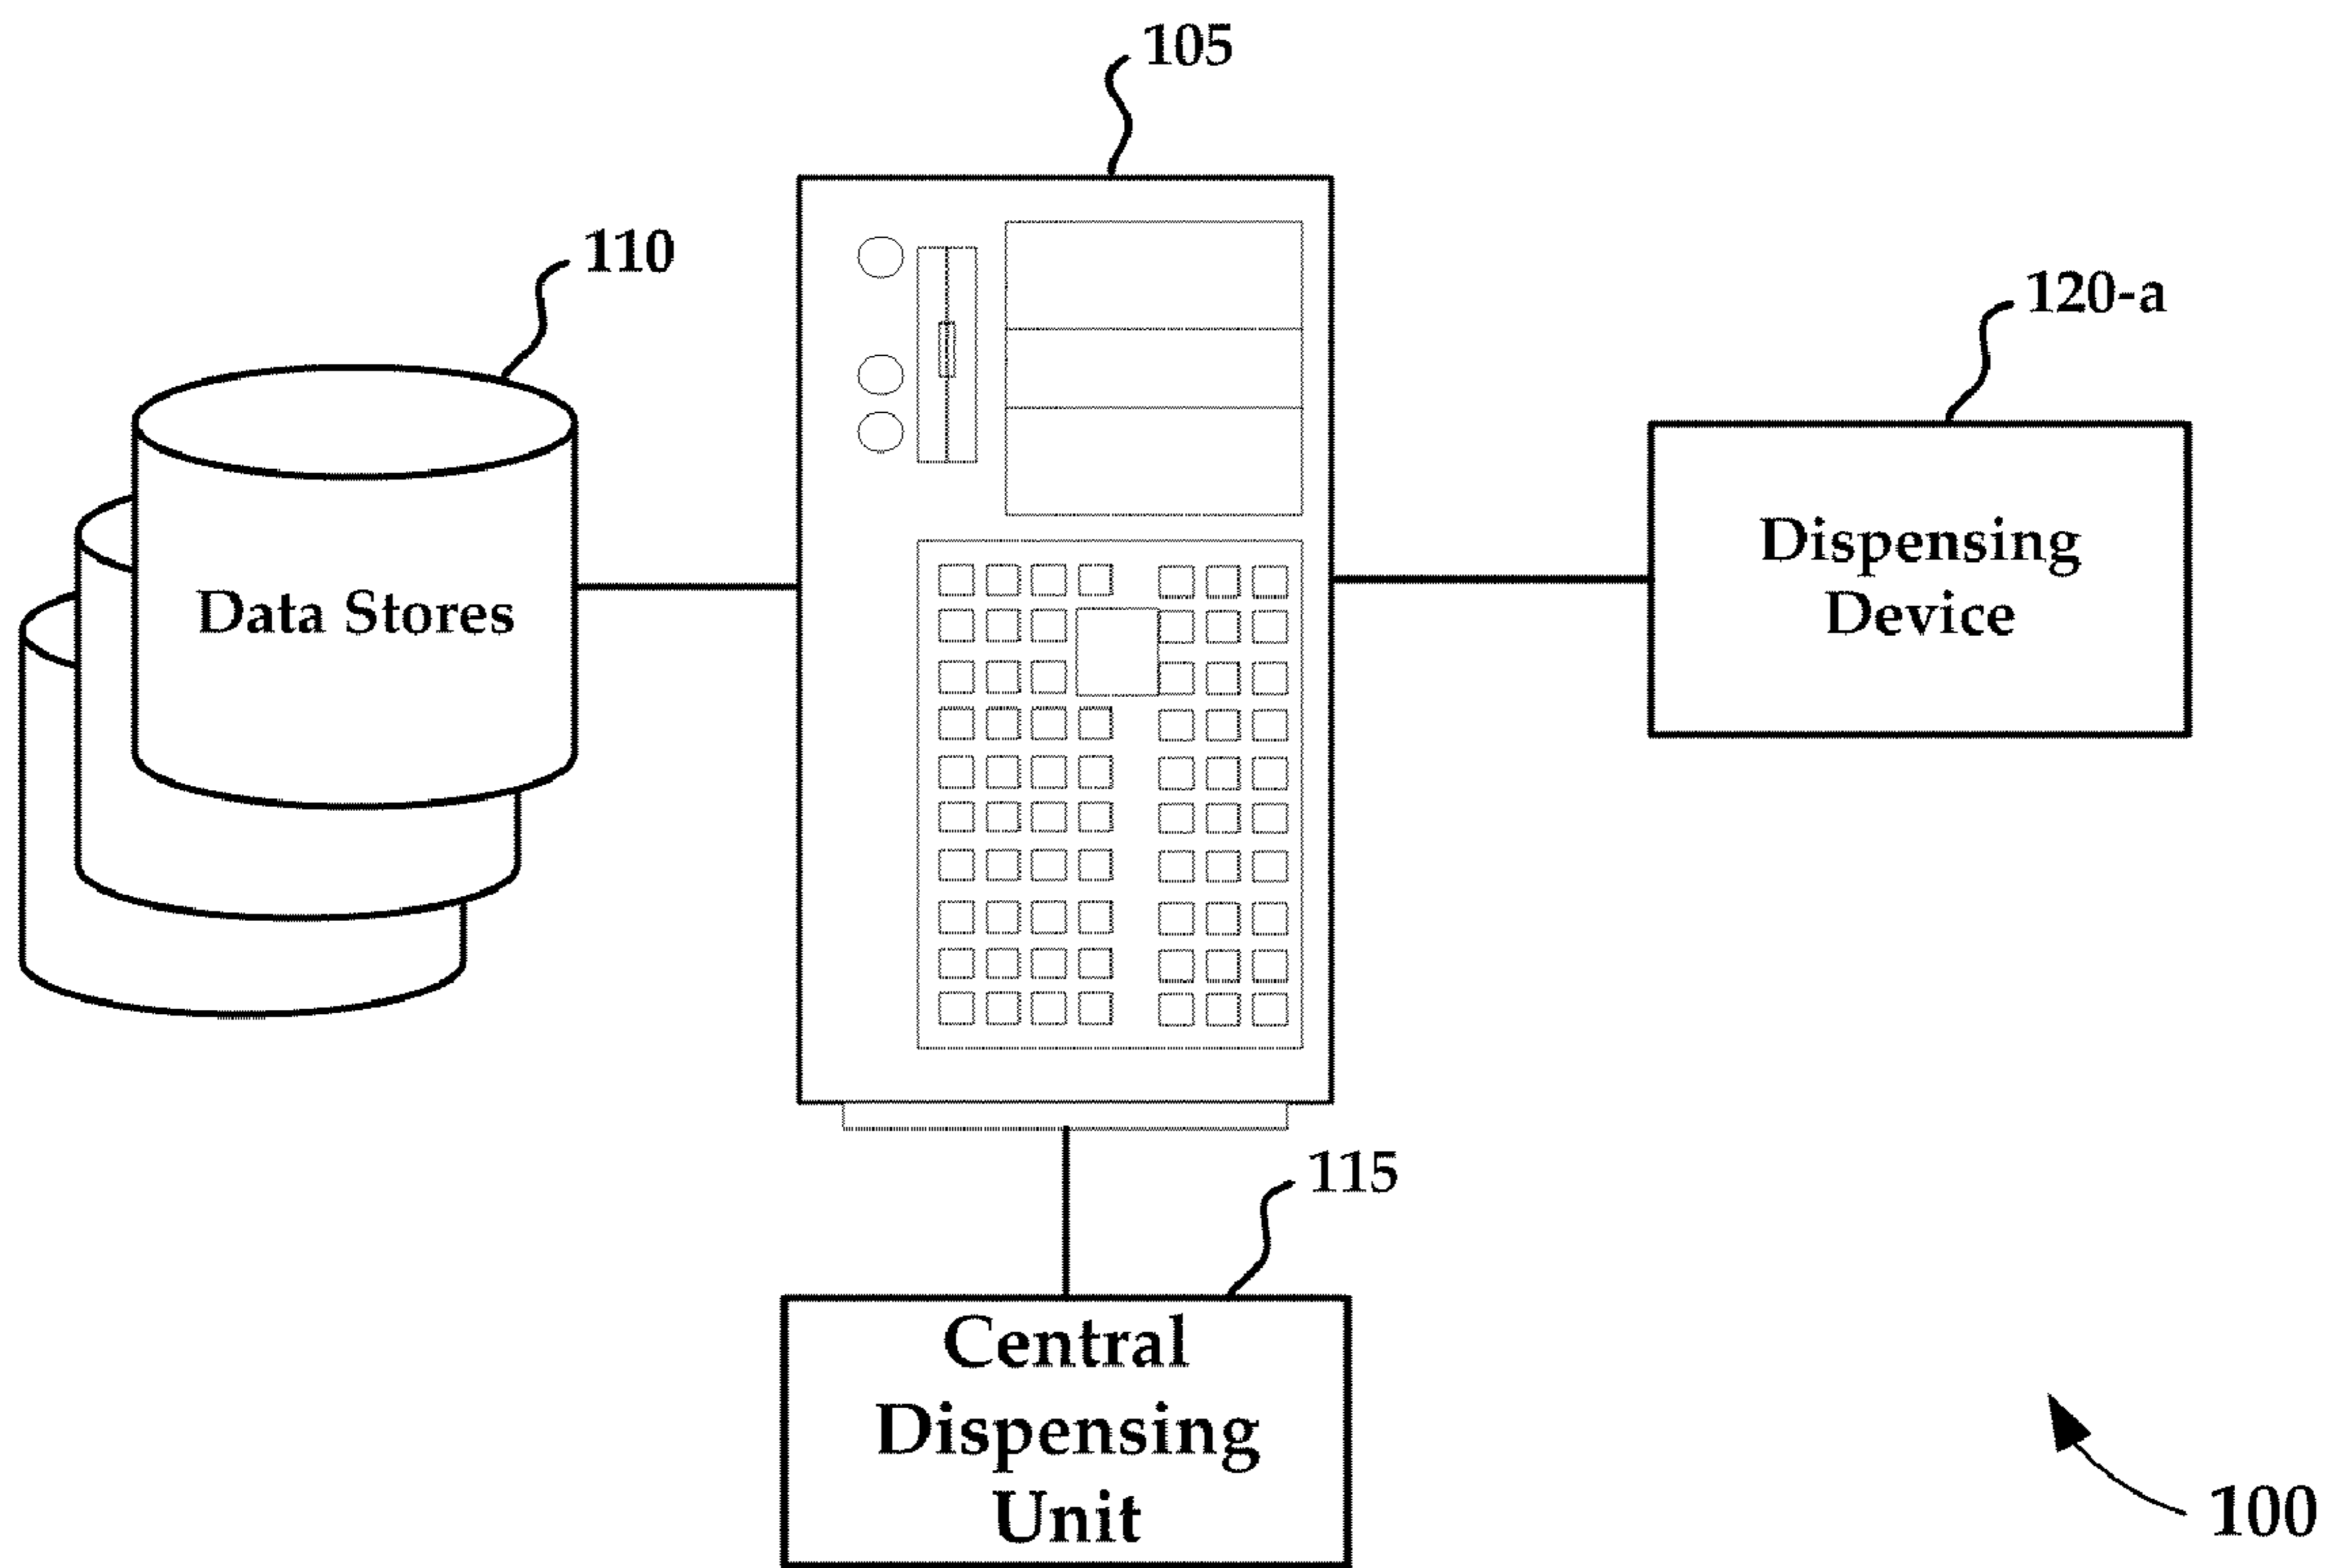 105
110
120-a
Data Stores
Dispensing
Device
115
Central
Dispensing
Unit
100